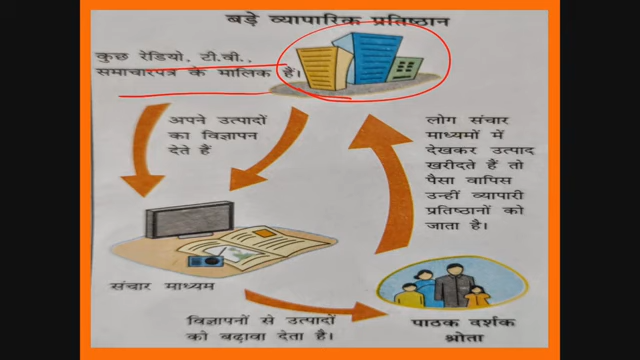 बड़े व्यापारिक प्रतिष्ठान
कुछ रेडियो. टी.वी.,
समाचारपत्र के मालिक हैं।
अपने उत्पादों
का विज्ञापन
देते हैं
लोग संचार
माध्यमों में
देखकर उत्पाद
खरीदते हैं तो
पैसा वापिस
उन्हीं व्यापारी
प्रतिष्ठानों को
जाता है।
संचार माध्यम
विज्ञापनों से उत्पादों
को बढ़ावा देता है।
पाठक दर्शक
श्रोता